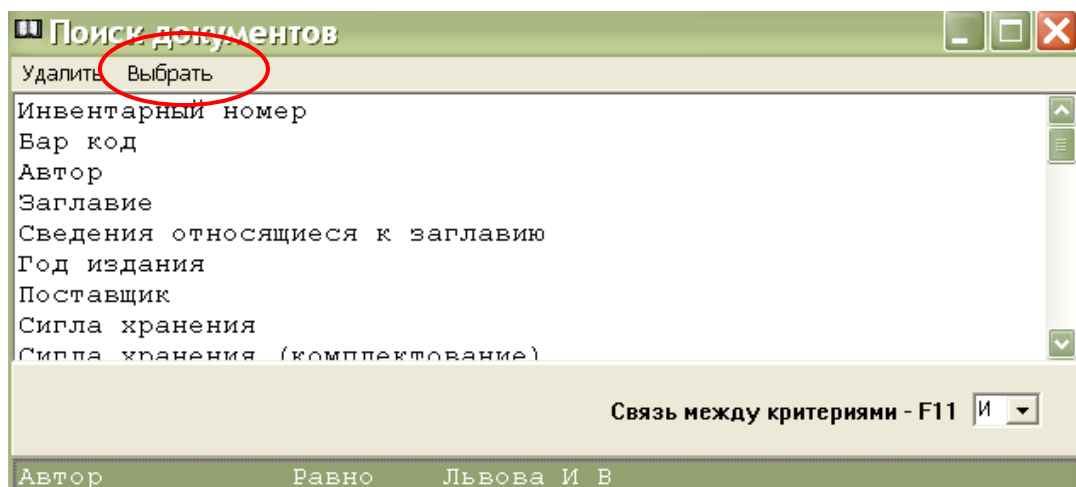 Поиск документов
Удалить Выбрать
Инвентарный номер
Бар код
Автор
Заглавие
Сведения относящиеся к заглавию
Год издания
Поставщик
Сигла хранения
Сигла хранения (комплектование)
Связь между критериями - F11 И
Автор Равно Львова И В